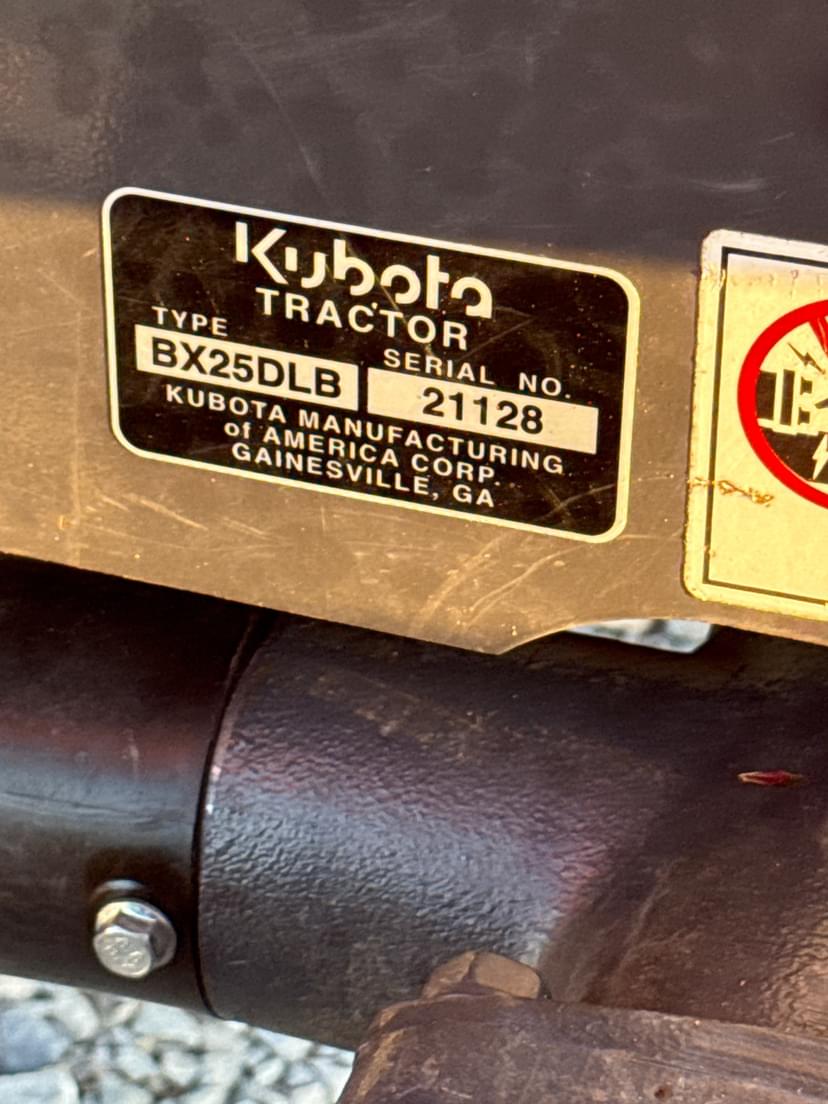 Kubota
TRACTOR
TYPE
SERIAL NO.
BX25DLB
21128
KUBOTA MANUFACTURING
of AMERICA CORP.
GAINESVILLE, GA